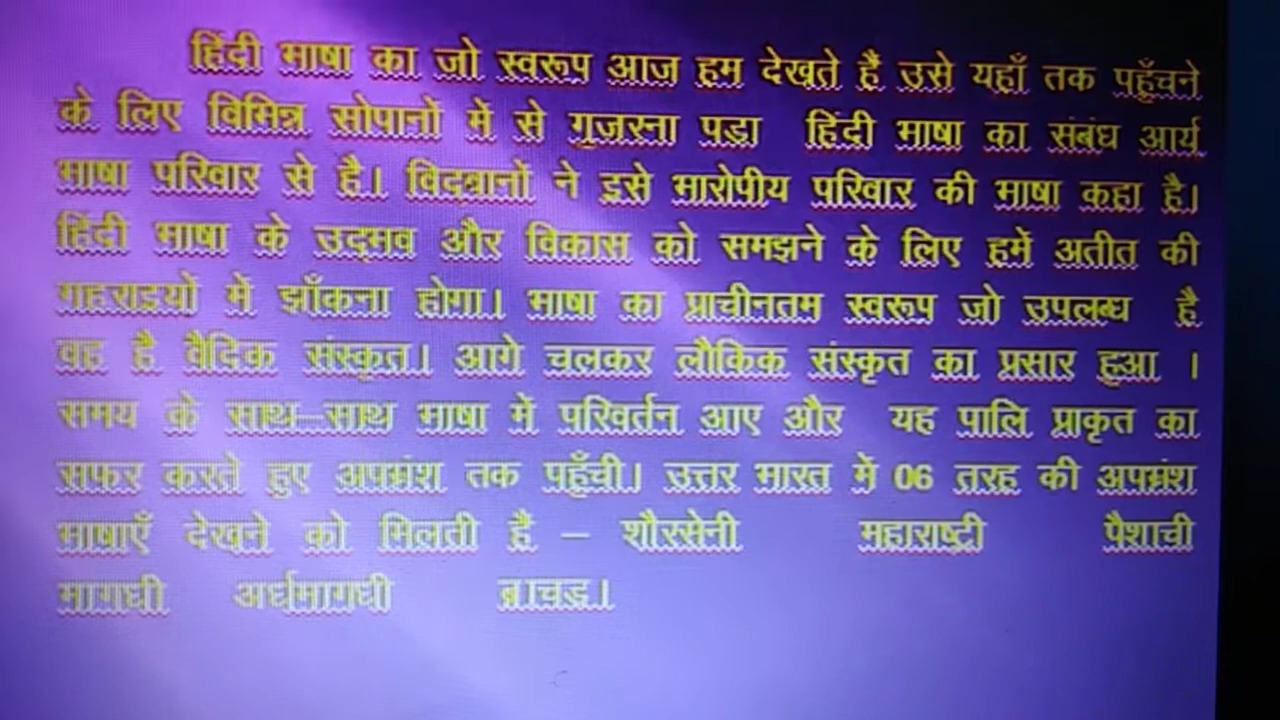 हिंदी भाषा का जो स्वरूप आज हम देखते हैं उसे यहाँ तक पहुँचने
के लिए विभिन्न सोपानों में से गुज़रना पड़ा हिंदी भाषा का संबंध आर्य
भाषा परिवार से है। विद्वानों ने इसे भारोपीय परिवार की भाषा कहा है।
हिंदी भाषा के उद्भव और विकास को समझने के लिए हमें अतीत की
गहराइयों में झाँकना होगा। भाषा का प्राचीनतम स्वरूप जो उपलब्ध है
वह है वैदिक संस्कृत। आगे चलकर लौकिक संस्कृत का प्रसार हुआ ।
समय के साथ–साथ भाषा में परिवर्तन आए और यह पालि प्राकृत का
सफर करते हुए अपभ्रंश तक पहुँची। उत्तर भारत में 06 तरह की अपभ्रंश
भाषाएँ देखने को मिलती हैं – शौरसेनी महाराष्ट्री पैशाची
मागधी अर्धमागधी ब्राचड़।